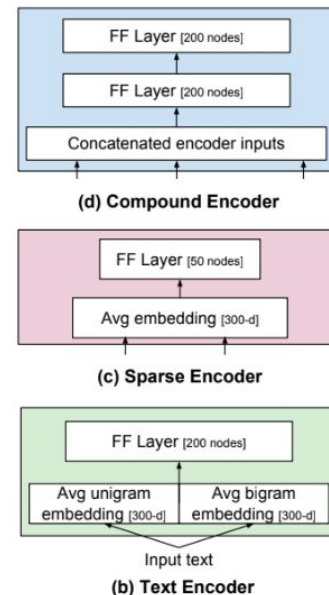 FF Layer [200 nodes]
FF Layer [200 nodes]
Concatenated encoder inputs
(d) Compound Encoder
FF Layer [50 nodes]
Avg embedding [300-d]
(c) Sparse Encoder
FF Layer [200 nodes]
Avg unigram embedding [300-d]
Avg bigram embedding [300-d]
Input text
(b) Text Encoder